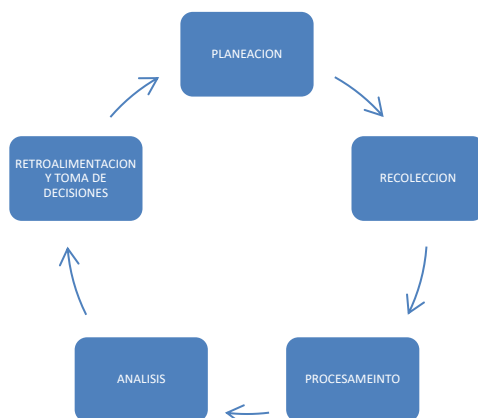 PLANEACION
RECOLECCION
PROCESAMEINTO
ANALISIS
RETROALIMENTACION
Y TOMA DE
DECISIONES